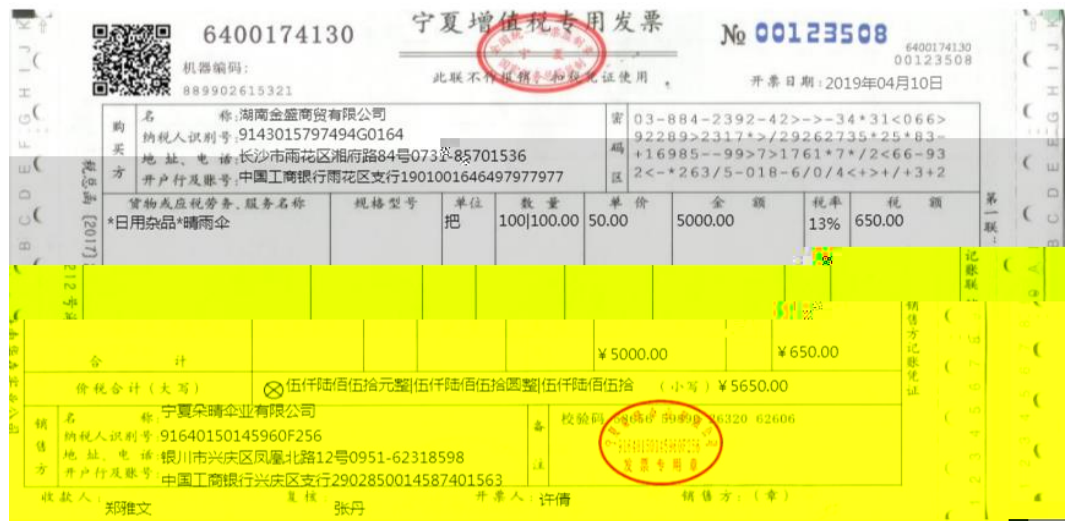 宁夏增值税专用发票
6400174130
№ 00123508
6400174130
00123508
机器编码:
889902615321
开票日期:2019年04月10日
购买方
名 称:湖南金盛商贸有限公司
纳税人识别号:9143015797494G0164
地址、电话:长沙市雨花区湘府路84号0731-85701536
开户行及账号:中国工商银行雨花区支行1901001646497977977
密码区
03-884-2392-42>->-34*31<066>
92289>2317*>/29262735*25*83-
+16985--99>7>1761*7*/2<66-93
2<-*263/5-018-6/0/4<+>+/+3+2
货物或应税劳务、服务名称 规格型号 单位 数量 单价 金额 税率 税额
*日用杂品*晴雨伞 把 100|100.00 50.00 5000.00 13% 650.00
合计 ¥5000.00 ¥650.00
价税合计(大写) ⊗伍仟陆佰伍拾元整|伍仟陆佰伍拾圆整|伍仟陆佰伍拾 (小写)¥5650.00
销售方
名 称:宁夏朵晴伞业有限公司
纳税人识别号:91640150145960F256
地址、电话:银川市兴庆区凤凰北路12号0951-62318598
开户行及账号:中国工商银行兴庆区支行2902850014587401563
备注
校验码 26320 62606
发票专用章
收款人:郑雅文 复核:张丹 开票人:许倩 销售方:(章)
第一联:记账联
销售方记账凭证